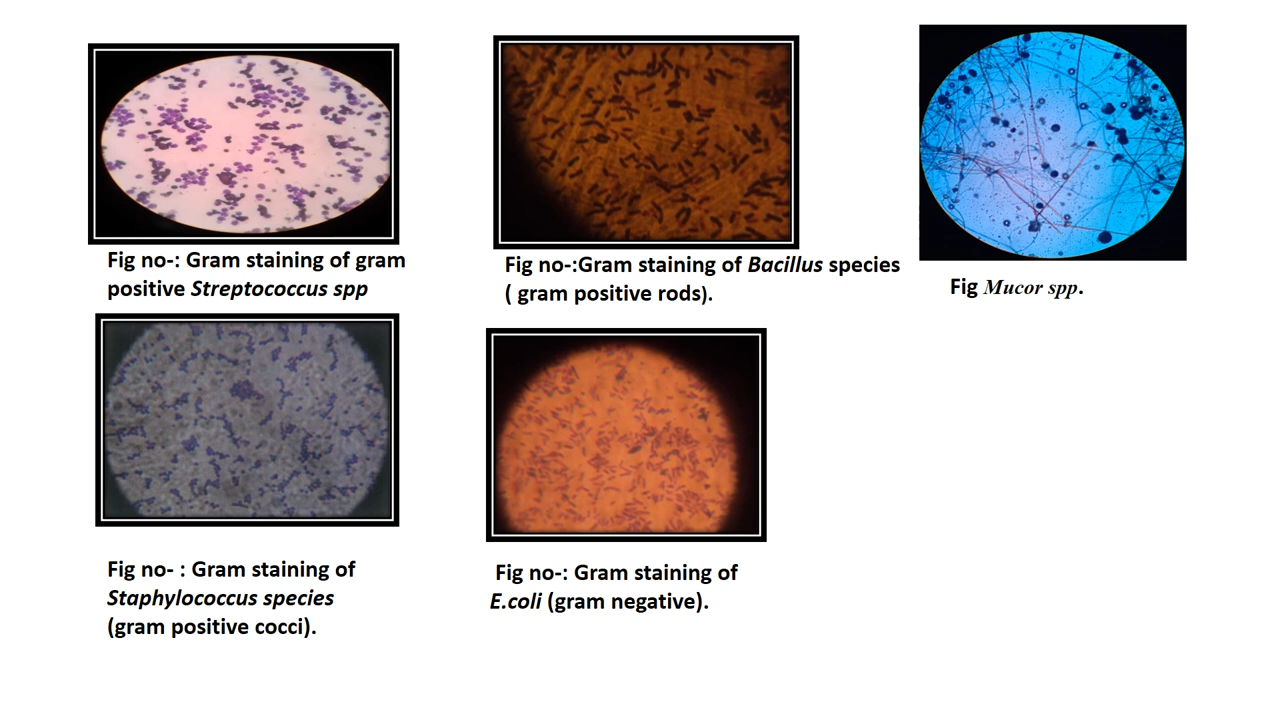 Fig no-: Gram staining of gram
positive Streptococcus spp
Fig no-:Gram staining of Bacillus species
( gram positive rods).
Fig Mucor spp.
Fig no- : Gram staining of
Staphylococcus species
(gram positive cocci).
Fig no-: Gram staining of
E.coli (gram negative).